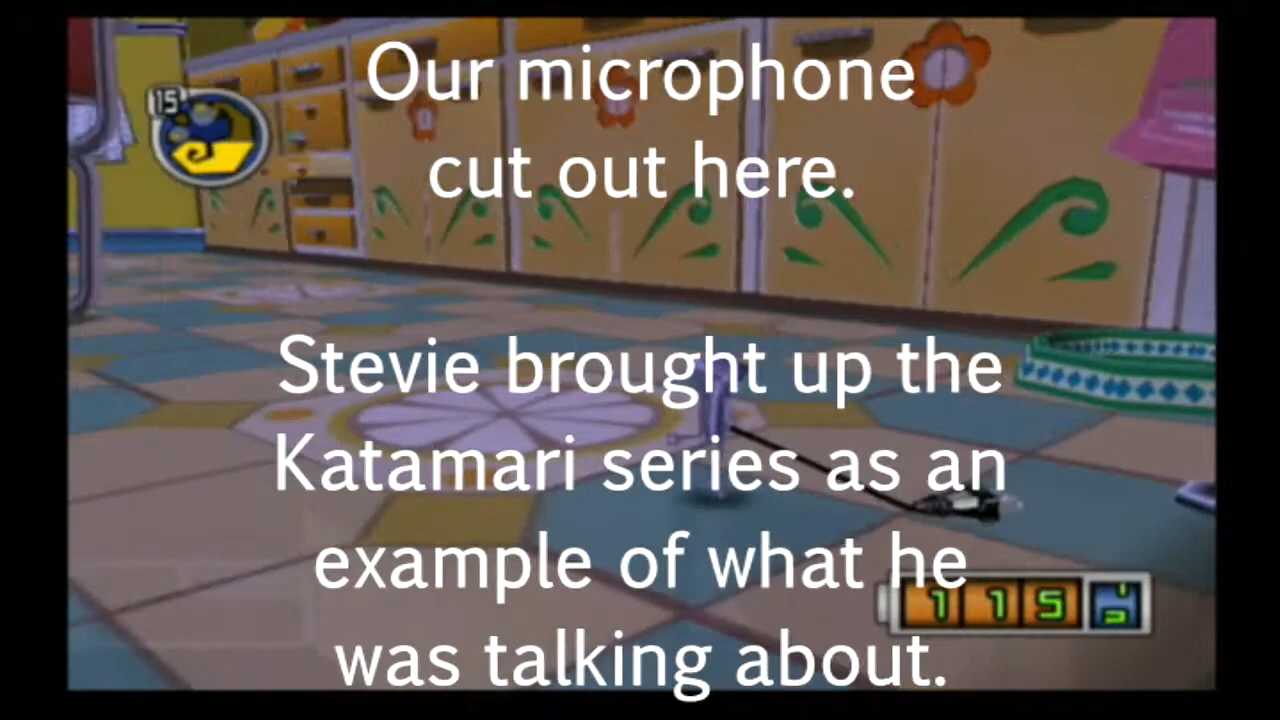 Our microphone
15
cut out here.
Stevie brought up the
Katamari series as an
example of what he
115
was talking about.